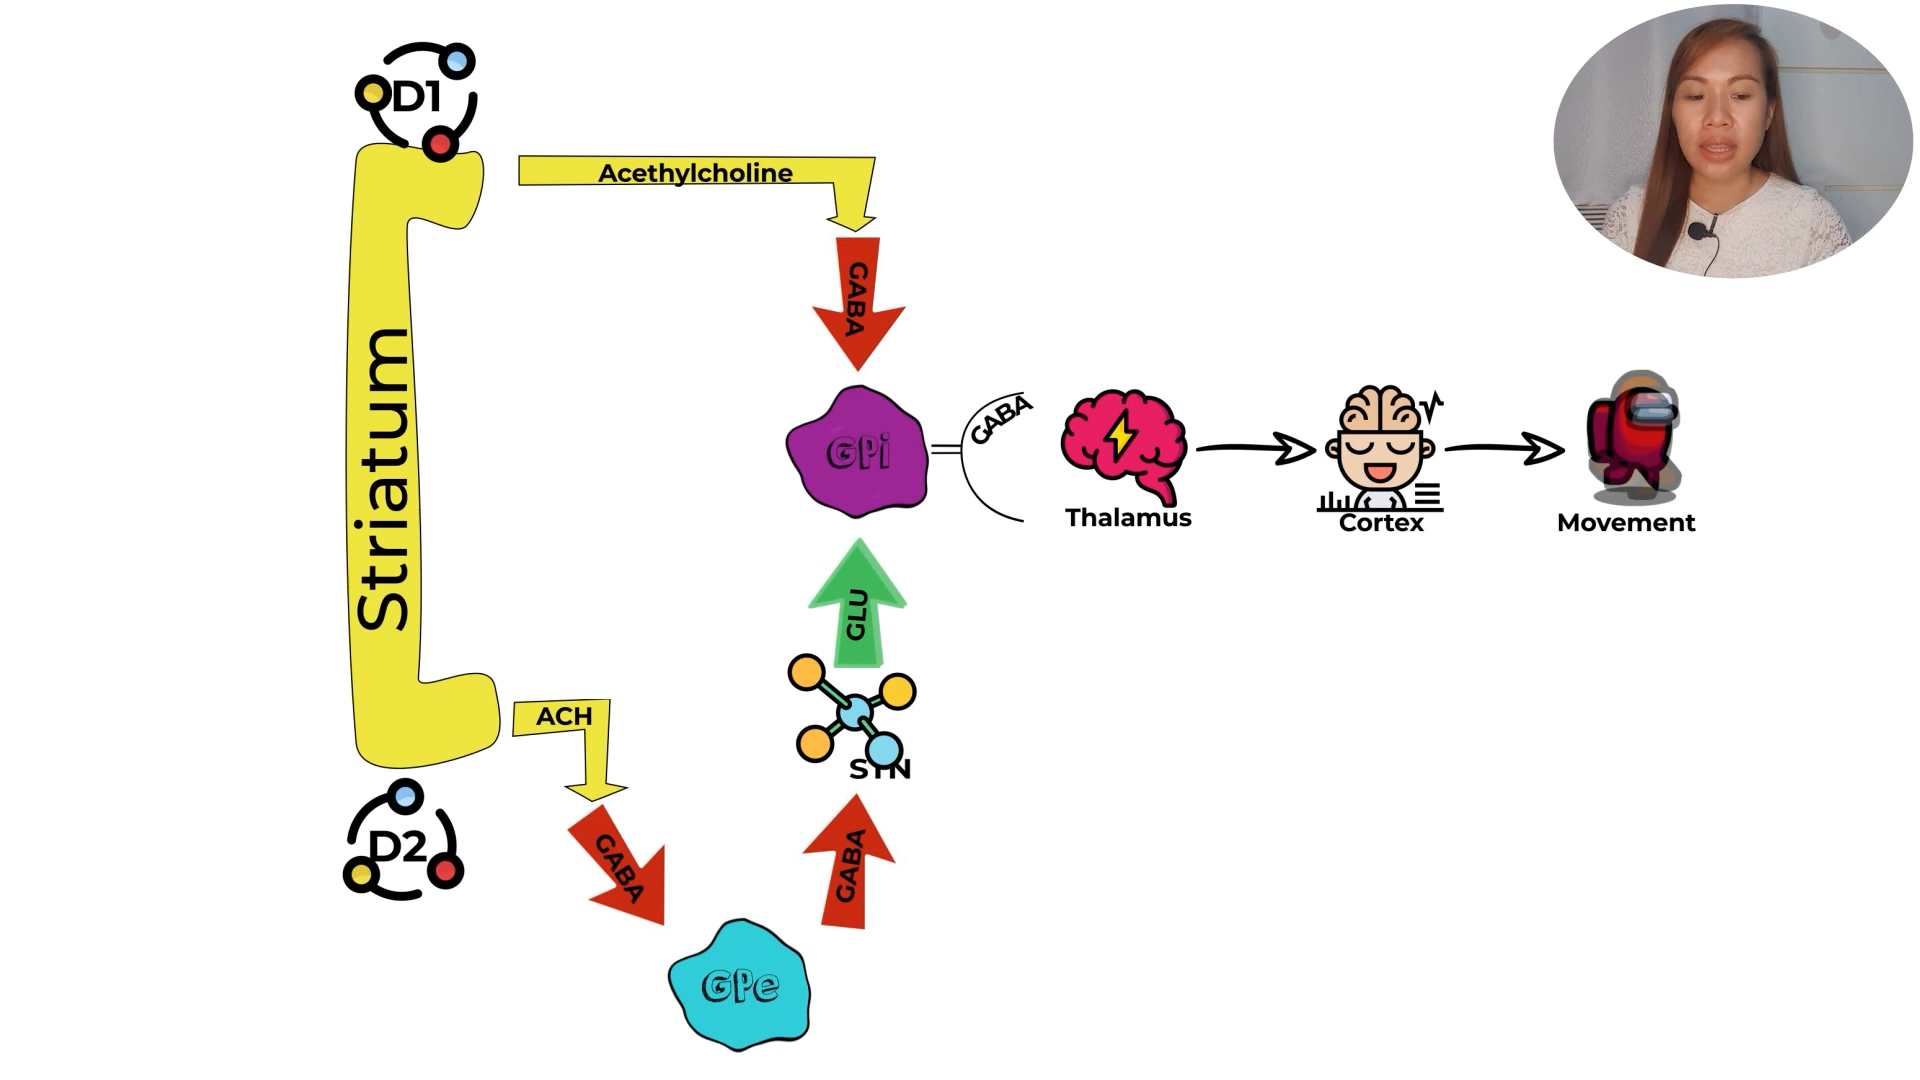 D1
Acethylcholine
GABA
Striatum
GPi
GABA
Thalamus
Cortex
Movement
GLU
ACH
STN
D2
GABA
GABA
GPe